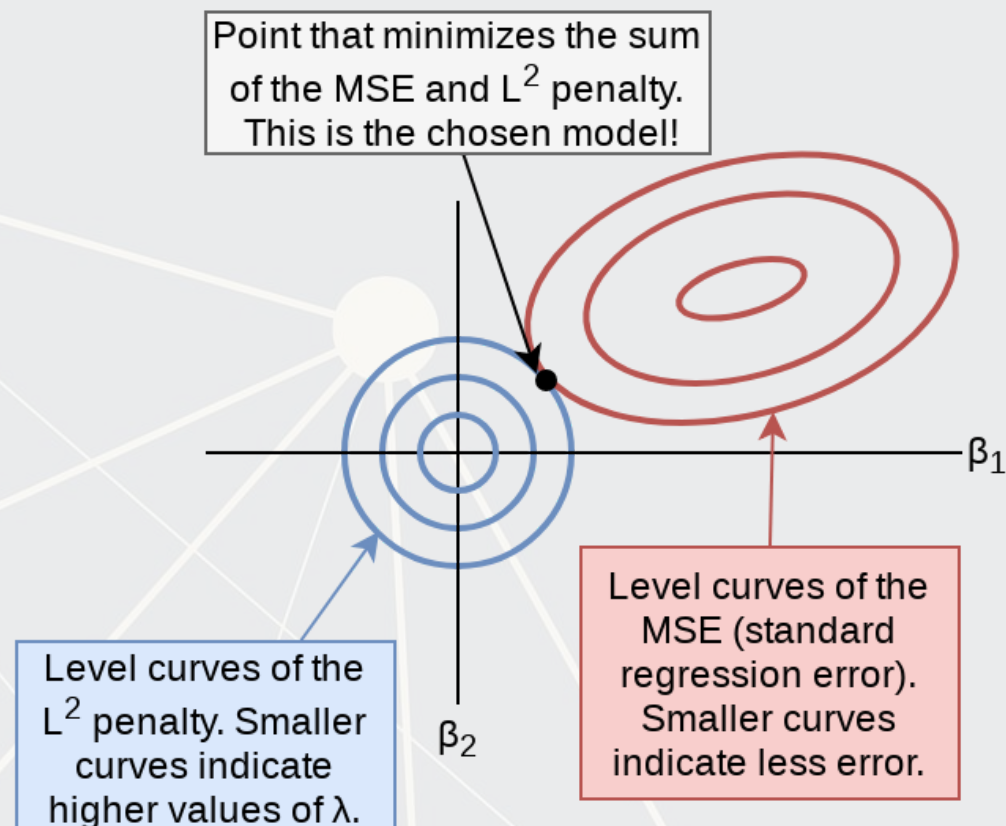 Point that minimizes the sum
of the MSE and L² penalty.
This is the chosen model!
β₁
Level curves of the
MSE (standard
regression error).
Smaller curves
indicate less error.
Level curves of the
L² penalty. Smaller
curves indicate
higher values of λ.
β₂